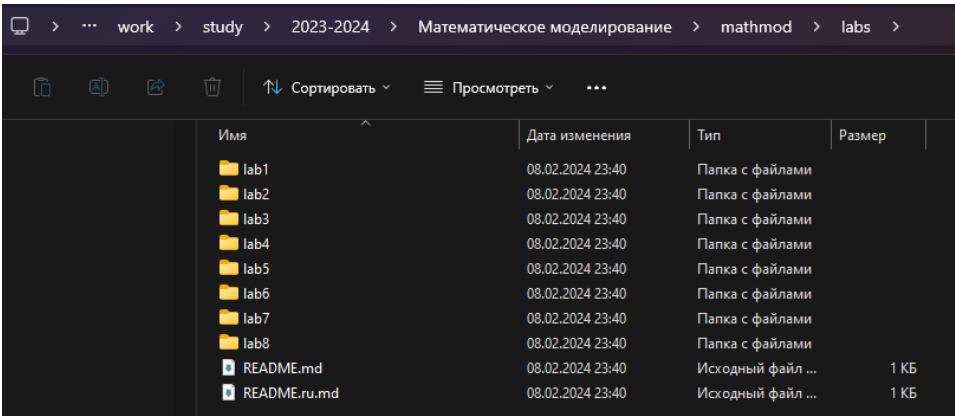 > ··· work > study > 2023-2024 > Математическое моделирование > mathmod > labs >
Сортировать Просмотреть ···
Имя Дата изменения Тип Размер
lab1 08.02.2024 23:40 Папка с файлами
lab2 08.02.2024 23:40 Папка с файлами
lab3 08.02.2024 23:40 Папка с файлами
lab4 08.02.2024 23:40 Папка с файлами
lab5 08.02.2024 23:40 Папка с файлами
lab6 08.02.2024 23:40 Папка с файлами
lab7 08.02.2024 23:40 Папка с файлами
lab8 08.02.2024 23:40 Папка с файлами
README.md 08.02.2024 23:40 Исходный файл ... 1 КБ
README.ru.md 08.02.2024 23:40 Исходный файл ... 1 КБ